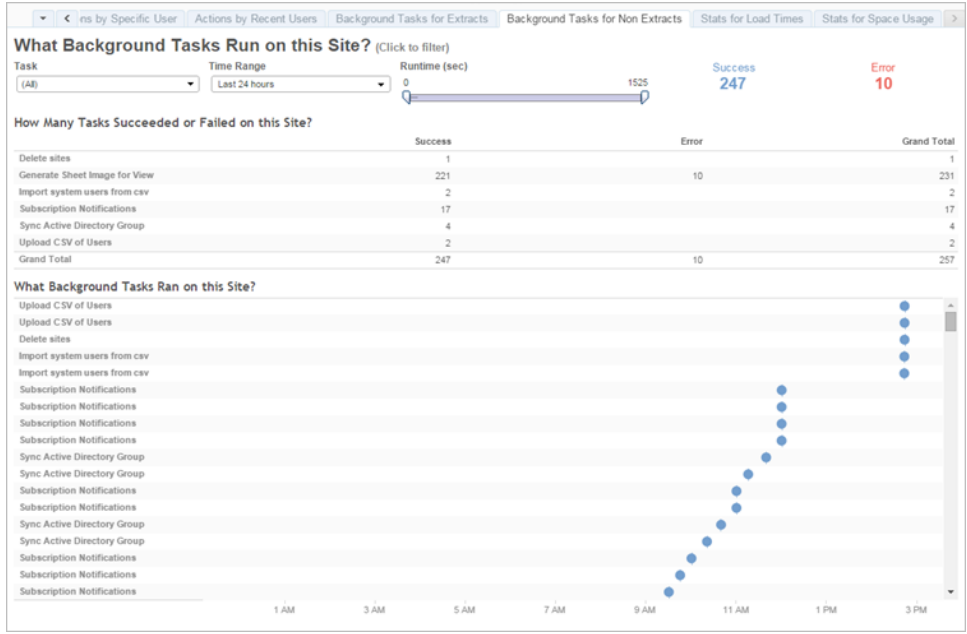 ns by Specific User Actions by Recent Users Background Tasks for Extracts Background Tasks for Non Extracts Stats for Load Times Stats for Space Usage
What Background Tasks Run on this Site? (Click to filter)
Task Time Range Runtime (sec) Success Error
(All) Last 24 hours 0 1525 247 10
How Many Tasks Succeeded or Failed on this Site?
Success Error Grand Total
Delete sites 1 1
Generate Sheet Image for View 221 10 231
Import system users from csv 2 2
Subscription Notifications 17 17
Sync Active Directory Group 4 4
Upload CSV of Users 2 2
Grand Total 247 10 257
What Background Tasks Ran on this Site?
Upload CSV of Users
Upload CSV of Users
Delete sites
Import system users from csv
Import system users from csv
Subscription Notifications
Subscription Notifications
Subscription Notifications
Subscription Notifications
Sync Active Directory Group
Sync Active Directory Group
Subscription Notifications
Subscription Notifications
Sync Active Directory Group
Sync Active Directory Group
Subscription Notifications
Subscription Notifications
Subscription Notifications
1 AM 3 AM 5 AM 7 AM 9 AM 11 AM 1 PM 3 PM